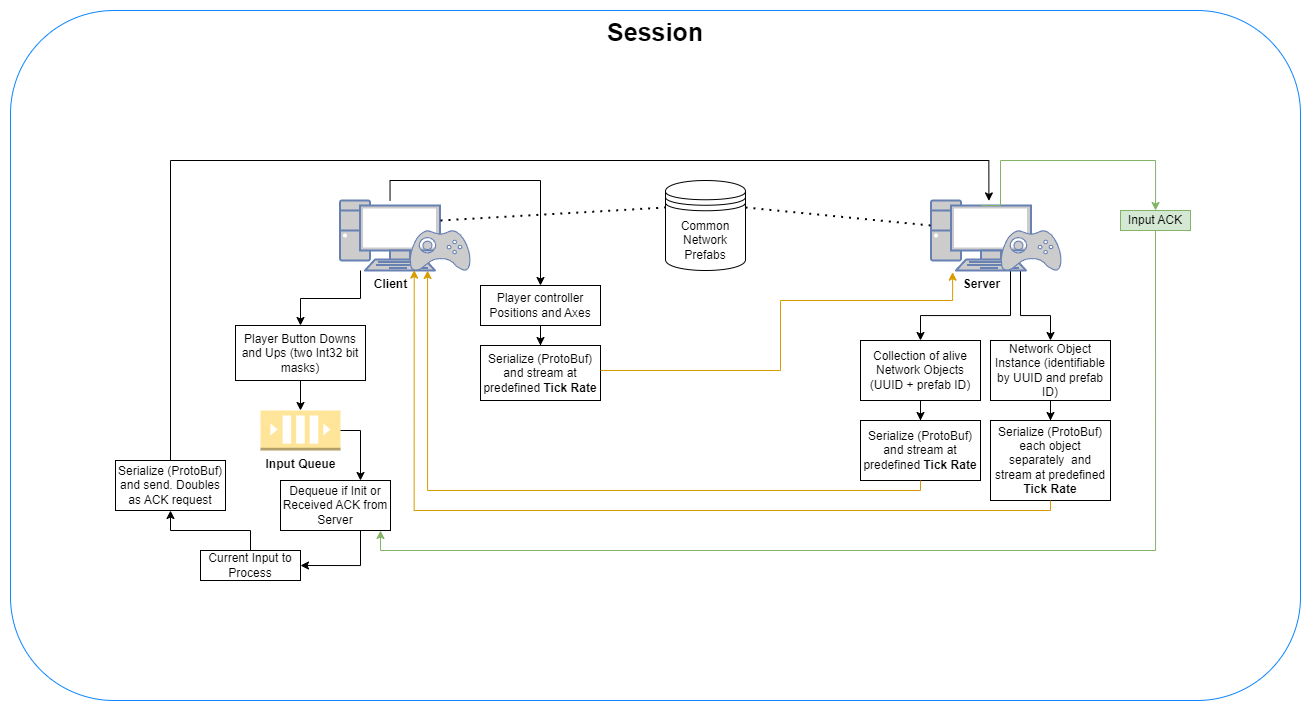 Session
Common
Network
Prefabs
Input ACK
Client
Server
Player controller
Positions and Axes
Player Button Downs
and Ups (two Int32 bit
masks)
Serialize (ProtoBuf)
and stream at
predefined Tick Rate
Collection of alive
Network Objects
(UUID + prefab ID)
Network Object
Instance (identifiable
by UUID and prefab
ID)
Input Queue
Serialize (ProtoBuf)
and stream at
predefined Tick Rate
Serialize (ProtoBuf)
each object
separately and
stream at predefined
Tick Rate
Serialize (ProtoBuf)
and send. Doubles
as ACK request
Dequeue if Init or
Received ACK from
Server
Current Input to
Process